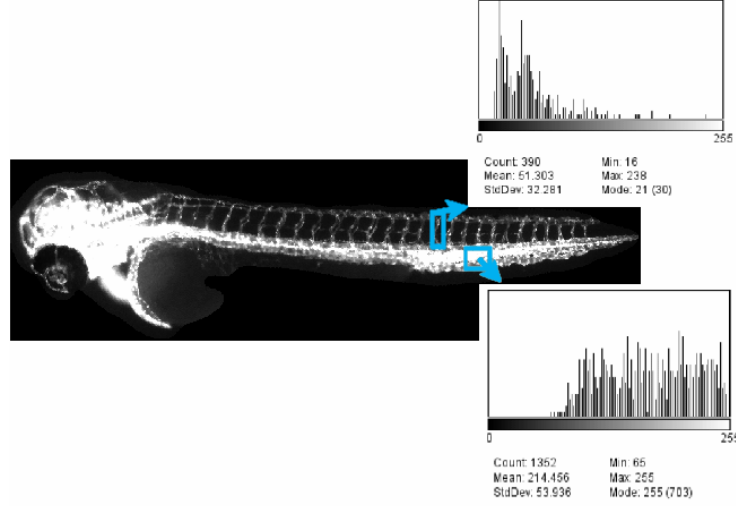 0 255
Count: 390 Min: 16
Mean: 51.303 Max: 238
StdDev: 32.281 Mode: 21 (30)
0 255
Count: 1352 Min: 65
Mean: 214.456 Max: 255
StdDev: 53.936 Mode: 255 (703)